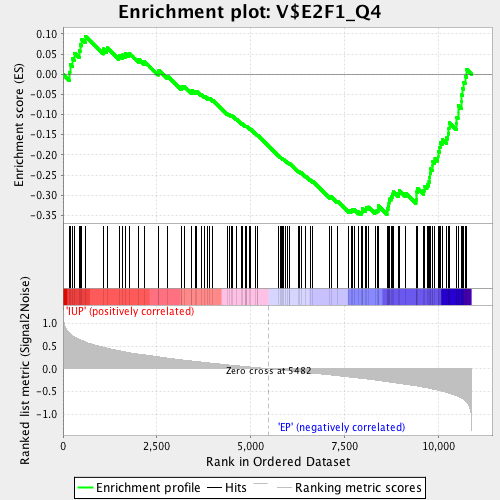 Enrichment plot: V$E2F1_Q4
Enrichment score (ES)
0.10
0.05
0.00
-0.05
-0.10
-0.15
-0.20
-0.25
-0.30
-0.35
Ranked list metric (Signal2Noise)
1.0
0.5
0.0
-0.5
-1.0
'IUP' (positively correlated)
Zero cross at 5482
'EP' (negatively correlated)
0
2,500
5,000
7,500
10,000
Rank in Ordered Dataset
Enrichment profile
Hits
Ranking metric scores